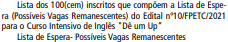 Lista dos 100(cem) inscritos que compõem a Lista de Espe-
ra (Possíveis Vagas Remanescentes) do Edital nº10/FPETC/2021
para o Curso Intensivo de Inglês "Dê um Up”
Lista de Espera- Possíveis Vagas Remanescentes